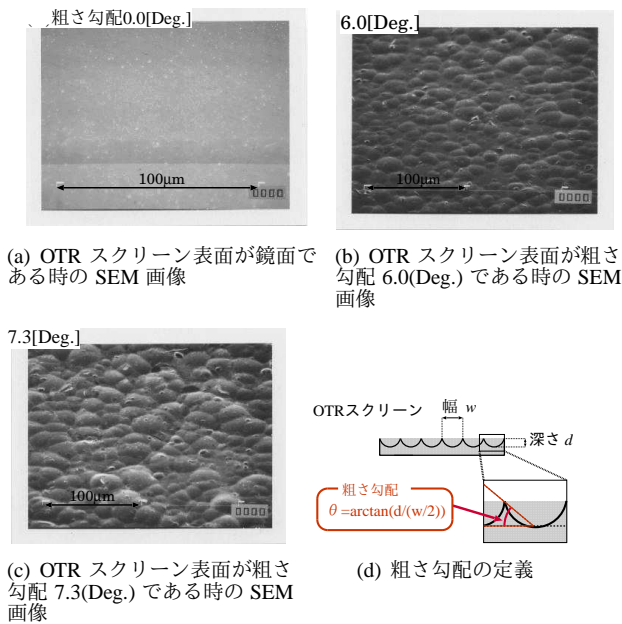 粗さ勾配0.0[Deg.]
100μm
(a) OTR スクリーン表面が鏡面で
ある時の SEM 画像
6.0[Deg.]
100μm
(b) OTR スクリーン表面が粗さ
勾配 6.0(Deg.) である時の SEM
画像
7.3[Deg.]
100μm
(c) OTR スクリーン表面が粗さ
勾配 7.3(Deg.) である時の SEM
画像
OTRスクリーン
幅 w
深さ d
粗さ勾配
θ =arctan(d/(w/2))
(d) 粗さ勾配の定義